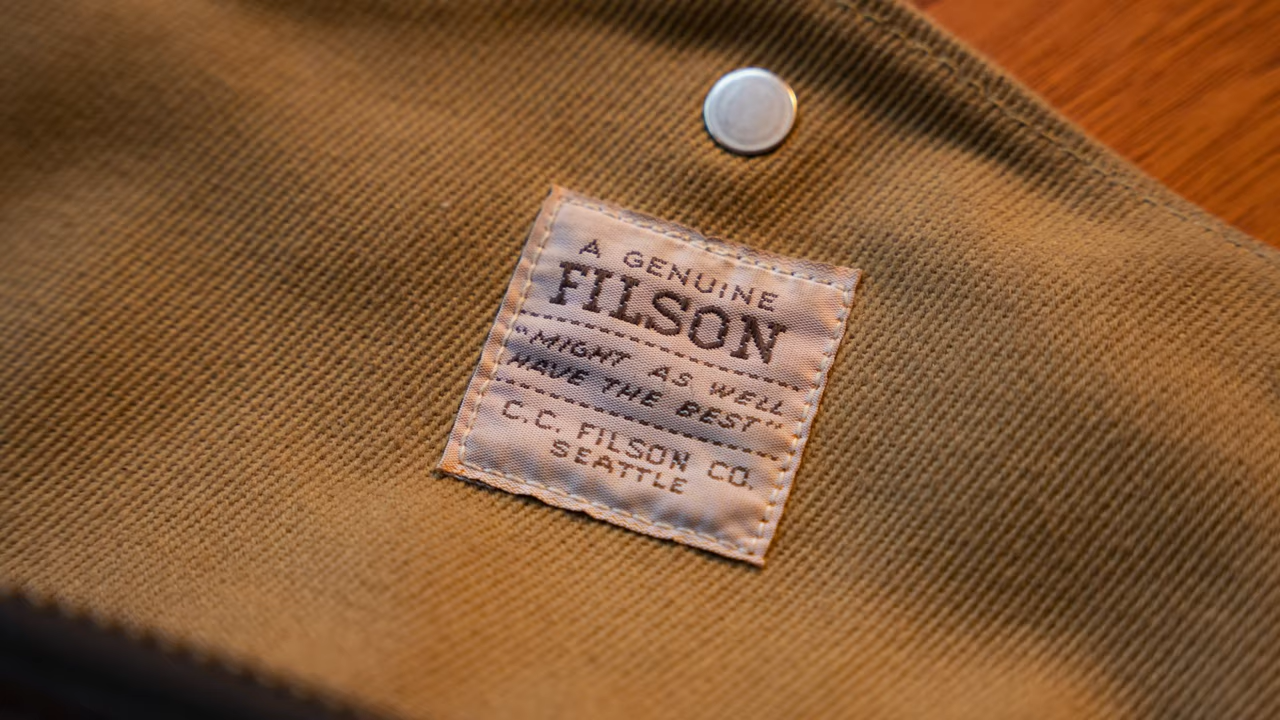 A GENUINE
FILSON
"MIGHT AS WELL
HAVE THE BEST"
C.C. FILSON CO.
SEATTLE